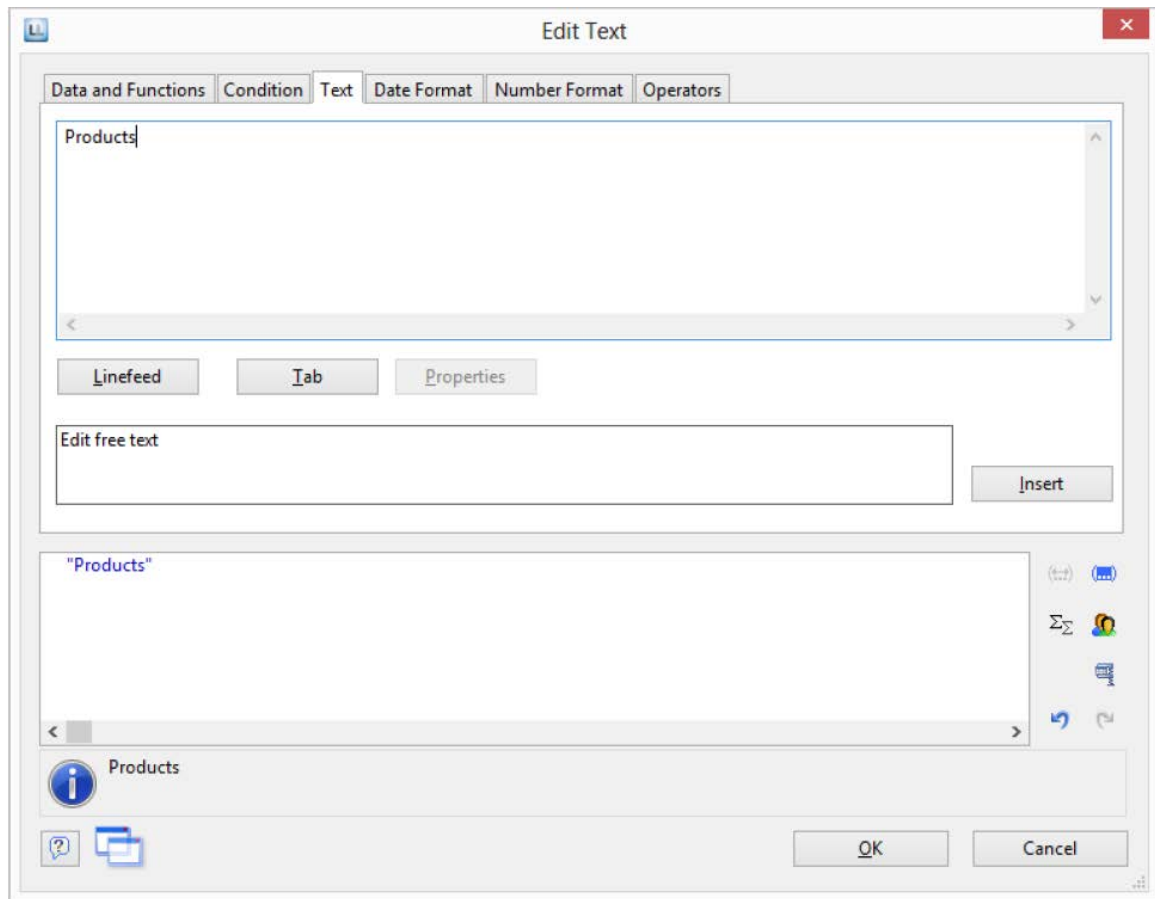 Edit Text
Data and Functions Condition Text Date Format Number Format Operators
Products
Linefeed Tab Properties
Edit free text
Insert
"Products"
Products
OK Cancel